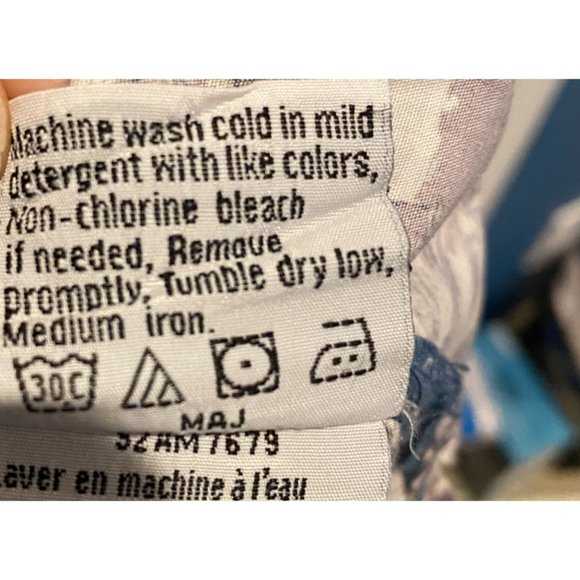 Machine wash cold in mild
detergent with like colors,
Non-chlorine bleach
if needed, Remove
promptly, Tumble dry low,
Medium iron.
30C
MAJ
52AM7679
Laver en machine à l'eau